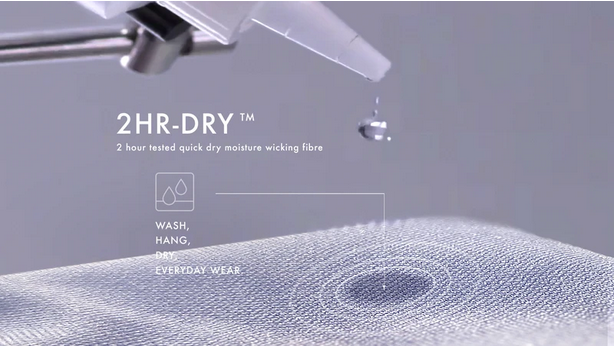 2HR-DRY™
2 hour tested quick dry moisture wicking fibre
WASH,
HANG,
DRY,
EVERYDAY WEAR.